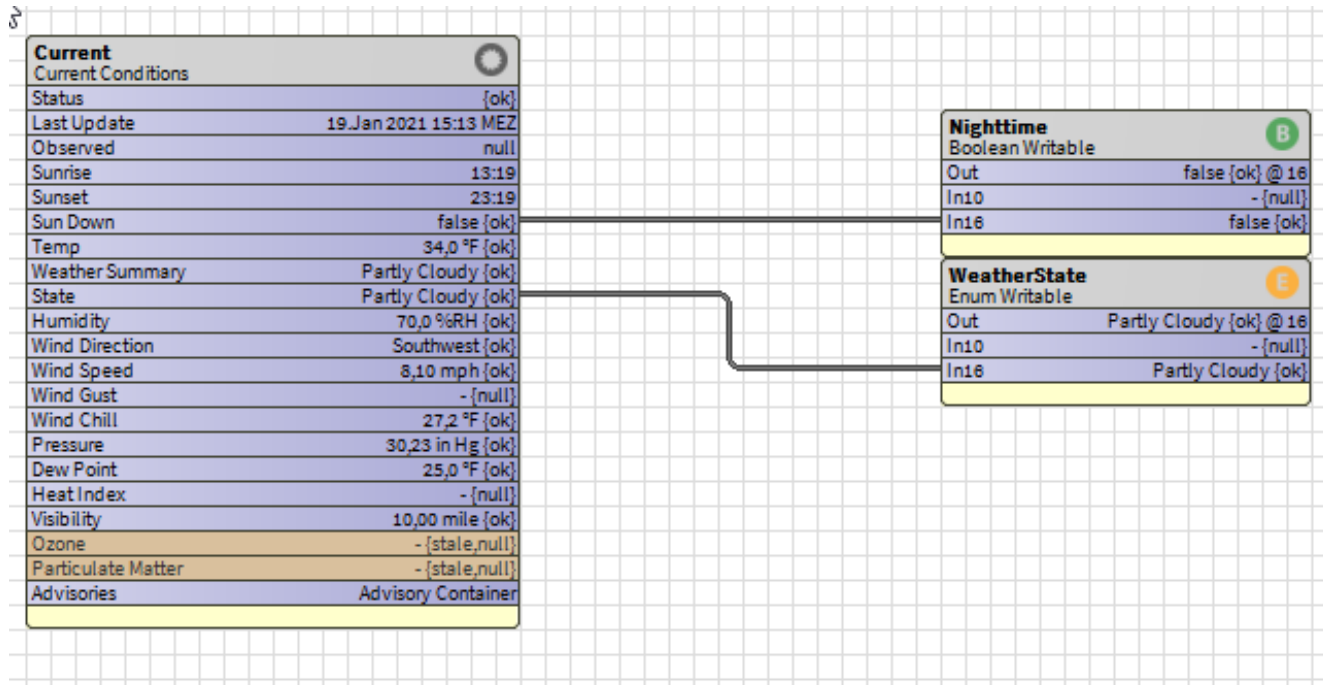 Current
Current Conditions
Status {ok}
Last Update 19.Jan 2021 15:13 MEZ
Observed null
Sunrise 13:19
Sunset 23:19
Sun Down false {ok}
Temp 34,0 °F {ok}
Weather Summary Partly Cloudy {ok}
State Partly Cloudy {ok}
Humidity 70,0 %RH {ok}
Wind Direction Southwest {ok}
Wind Speed 8,10 mph {ok}
Wind Gust - {null}
Wind Chill 27,2 °F {ok}
Pressure 30,23 in Hg {ok}
Dew Point 25,0 °F {ok}
Heat Index - {null}
Visibility 10,00 mile {ok}
Ozone - {stale,null}
Particulate Matter - {stale,null}
Advisories Advisory Container
Nighttime B
Boolean Writable
Out false {ok} @ 16
In10 - {null}
In16 false {ok}
WeatherState E
Enum Writable
Out Partly Cloudy {ok} @ 16
In10 - {null}
In16 Partly Cloudy {ok}